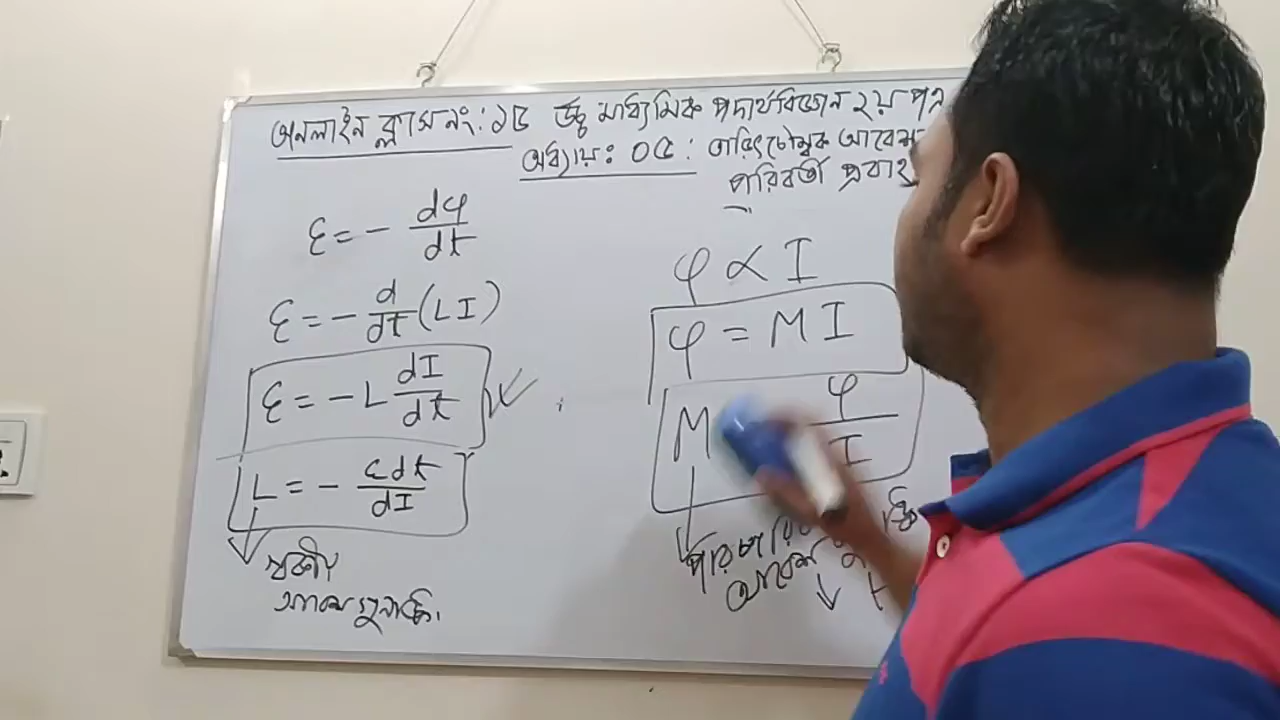 অনলাইন ক্লাস নং: ১৫ উচ্চ মাধ্যমিক পদার্থবিজ্ঞান ২য় পত্র
অধ্যায়: ০৫: তাড়িৎচৌম্বক আবেশ
পরিবর্তী প্রবাহ
ε = - dφ/dt
ε = - d/dt (LI)
ε = - L dI/dt
L = - εdt/dI
স্বকীয়
আবেশ গুণাঙ্ক।
φ ∝ I
φ = MI
M φ/I
আবেশ